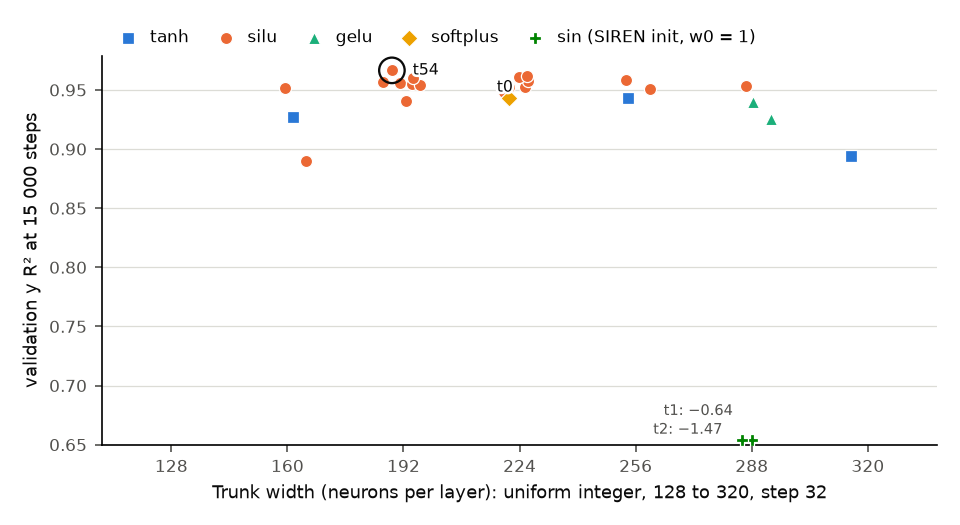 tanh silu gelu softplus sin (SIREN init, w0 = 1)
validation y R² at 15 000 steps
0.95
0.90
0.85
0.80
0.75
0.70
0.65
t54
t0
t1: −0.64
t2: −1.47
128 160 192 224 256 288 320
Trunk width (neurons per layer): uniform integer, 128 to 320, step 32